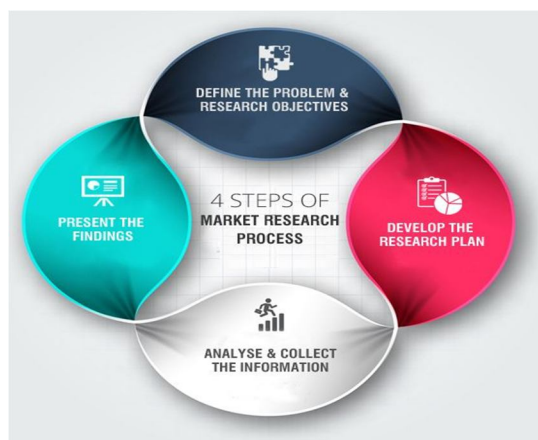 DEFINE THE PROBLEM &
RESEARCH OBJECTIVES
4 STEPS OF
MARKET RESEARCH
PROCESS
DEVELOP THE
RESEARCH PLAN
ANALYSE & COLLECT
THE INFORMATION
PRESENT THE
FINDINGS